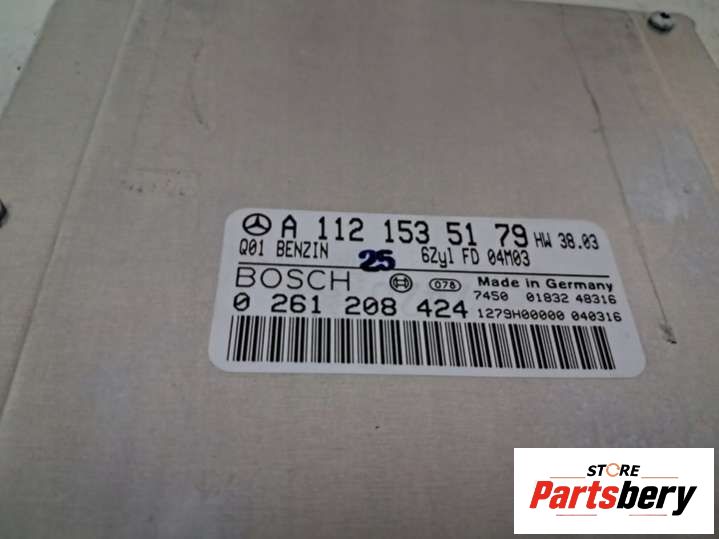 A 112 153 51 79 HW 38.03
Q01 BENZIN 25 6Zyl FD 04M03
BOSCH 078 Made in Germany
7450 01832 48316
0 261 208 424 1279H00000 040316
STORE
Partsbery